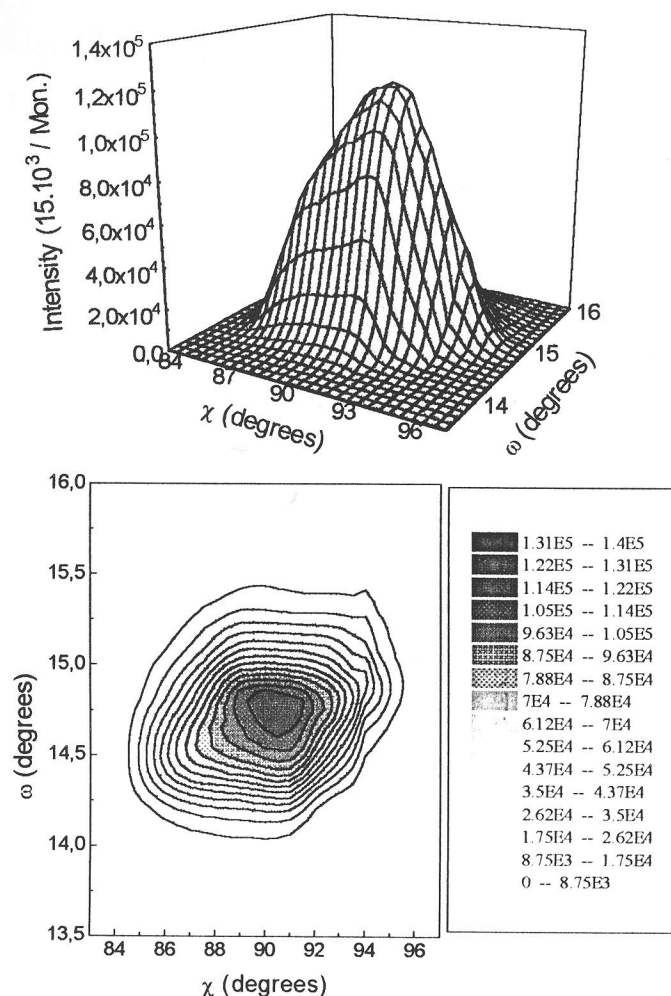 1,4x10⁵
1,2x10⁵
1,0x10⁵
8,0x10⁴
6,0x10⁴
4,0x10⁴
2,0x10⁴
0,0
Intensity (15.10³ / Mon.)
84
87
90
93
96
χ (degrees)
14
15
16
ω (degrees)
16,0
15,5
15,0
14,5
14,0
13,5
ω (degrees)
84 86 88 90 92 94 96
χ (degrees)
1.31E5 -- 1.4E5
1.22E5 -- 1.31E5
1.14E5 -- 1.22E5
1.05E5 -- 1.14E5
9.63E4 -- 1.05E5
8.75E4 -- 9.63E4
7.88E4 -- 8.75E4
7E4 -- 7.88E4
6.12E4 -- 7E4
5.25E4 -- 6.12E4
4.37E4 -- 5.25E4
3.5E4 -- 4.37E4
2.62E4 -- 3.5E4
1.75E4 -- 2.62E4
8.75E3 -- 1.75E4
0 -- 8.75E3